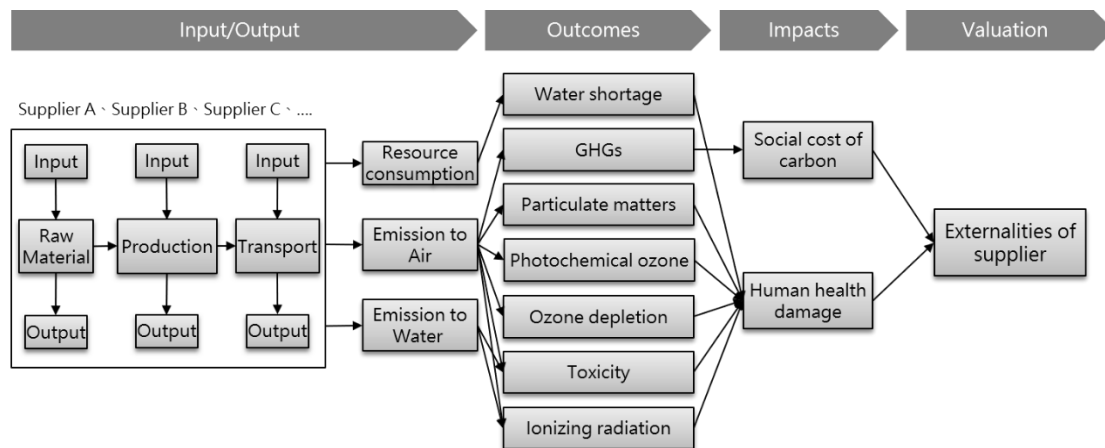 Input/Output
Outcomes
Impacts
Valuation
Supplier A、Supplier B、Supplier C、....
Input
Input
Input
Raw
Material
Production
Transport
Output
Output
Output
Resource
consumption
Emission to
Air
Emission to
Water
Water shortage
GHGs
Particulate matters
Photochemical ozone
Ozone depletion
Toxicity
Ionizing radiation
Social cost of
carbon
Human health
damage
Externalities of
supplier